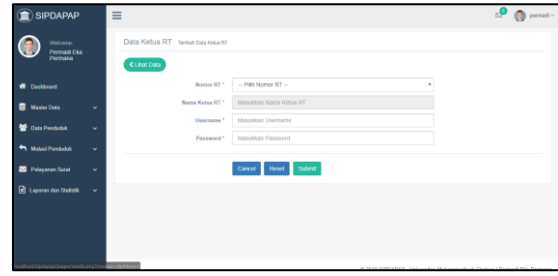 SIPDAPAP
permadi
Welcome,
Permadi Eka
Permana
Data Ketua RT Tambah Data Ketua RT
Lihat Data
Dashboard
Master Data
Data Penduduk
Mutasi Penduduk
Pelayanan Surat
Laporan dan Statistik
Nomor RT * -- Pilih Nomor RT --
Nama Ketua RT * Masukkan Nama Ketua RT
Username * Masukkan Username
Password * Masukkan Password
Cancel Reset Submit